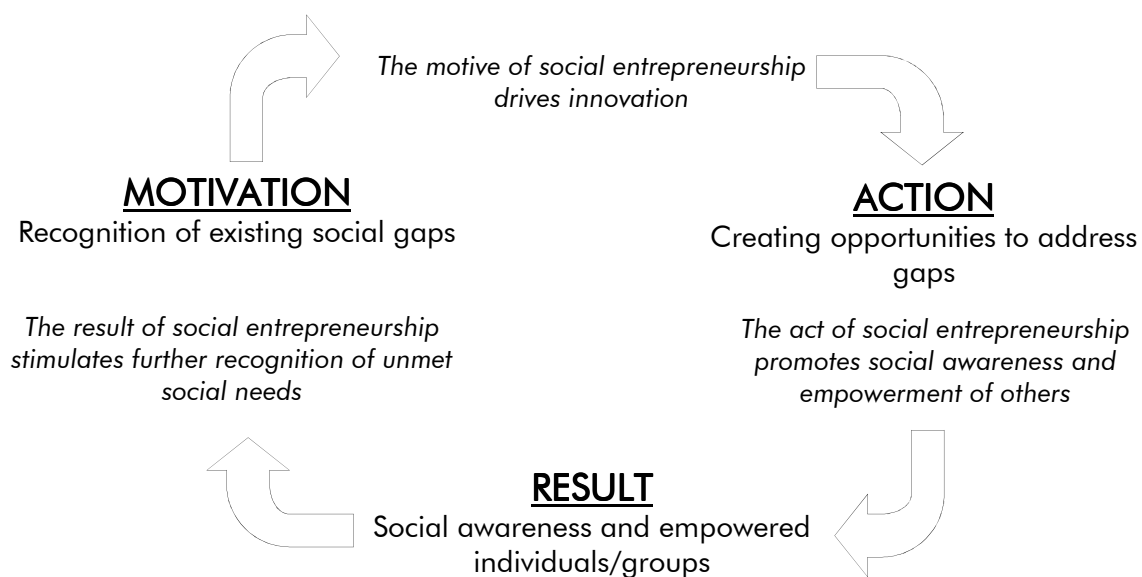 The motive of social entrepreneurship
drives innovation
MOTIVATION
Recognition of existing social gaps
ACTION
Creating opportunities to address
gaps
The result of social entrepreneurship
stimulates further recognition of unmet
social needs
The act of social entrepreneurship
promotes social awareness and
empowerment of others
RESULT
Social awareness and empowered
individuals/groups